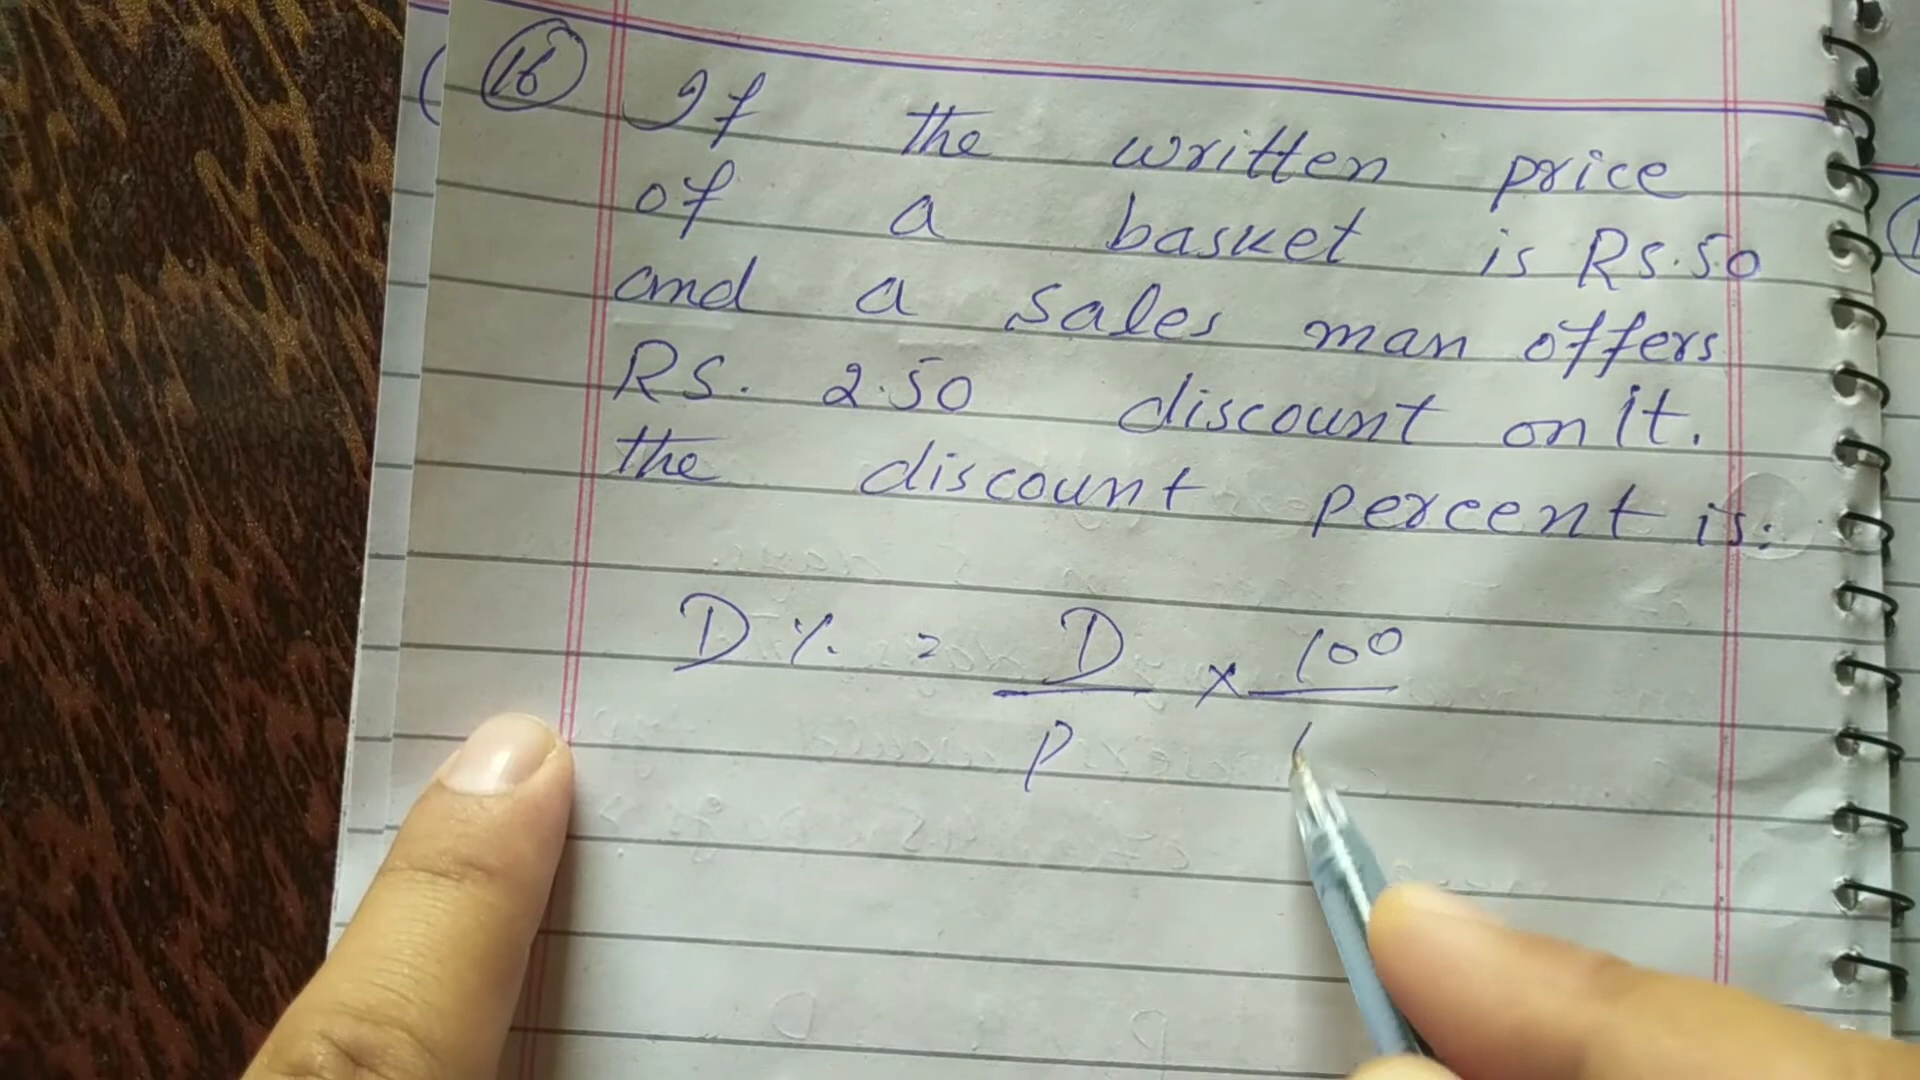 16 If the written price
of a basket is Rs.50
and a sales man offers
RS. 2.50 discount on it.
the discount percent is:
D% = D/P × 100/1